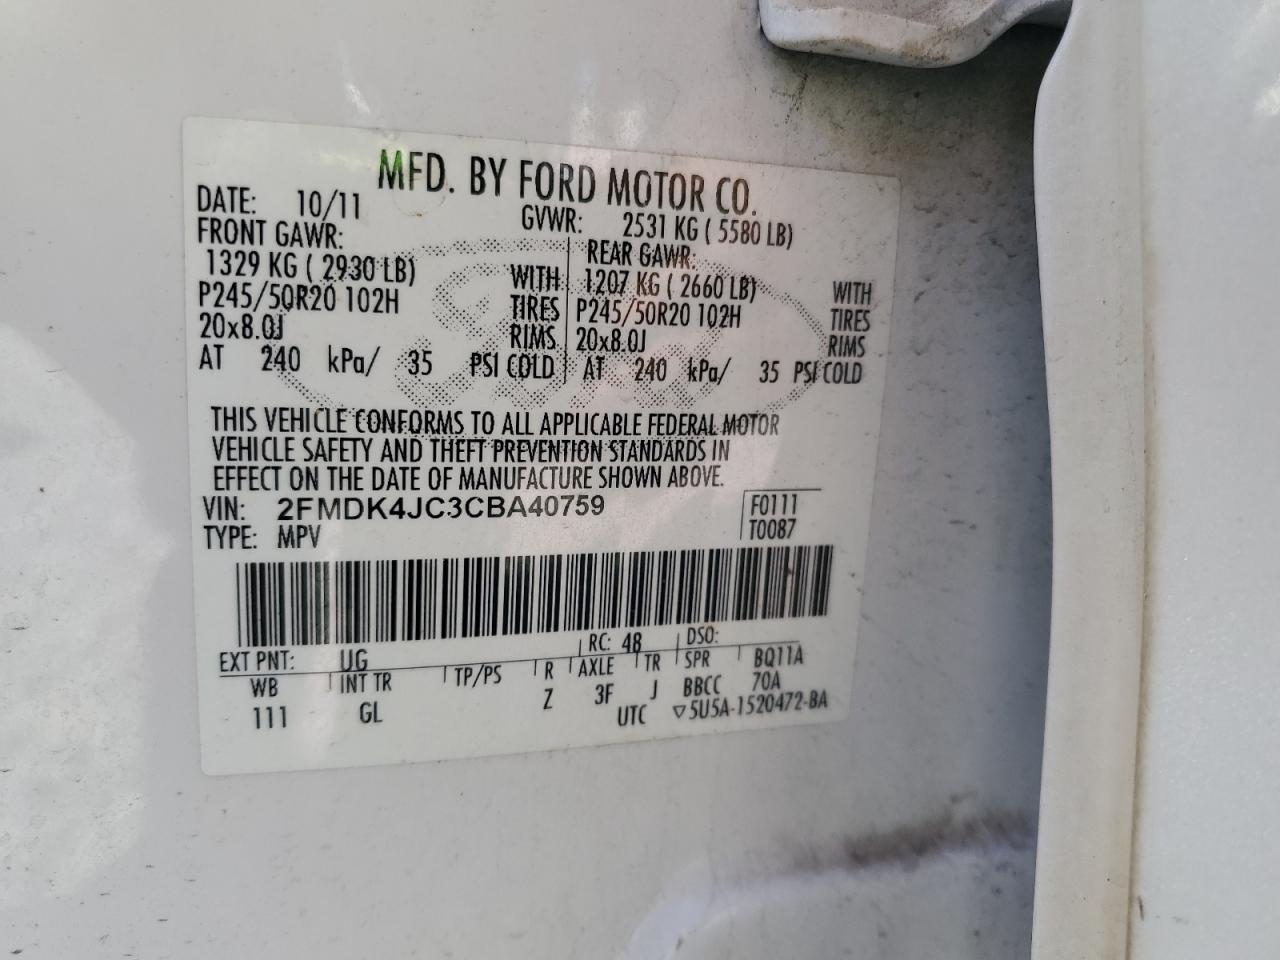 MFD. BY FORD MOTOR CO.
DATE: 10/11 GVWR: 2531 KG ( 5580 LB)
FRONT GAWR: REAR GAWR:
1329 KG ( 2930 LB) WITH 1207 KG ( 2660 LB) WITH
P245/50R20 102H TIRES P245/50R20 102H TIRES
20x8.0J RIMS 20x8.0J RIMS
AT 240 kPa/ 35 PSI COLD AT 240 kPa/ 35 PSI COLD
THIS VEHICLE CONFORMS TO ALL APPLICABLE FEDERAL MOTOR
VEHICLE SAFETY AND THEFT PREVENTION STANDARDS IN
EFFECT ON THE DATE OF MANUFACTURE SHOWN ABOVE.
VIN: 2FMDK4JC3CBA40759 F0111
TYPE: MPV T0087
EXT PNT: UG RC: 48 DSO:
WB INT TR TP/PS R AXLE TR SPR BQ11A
111 GL Z 3F J BBCC 70A
UTC ▽5U5A-1520472-BA